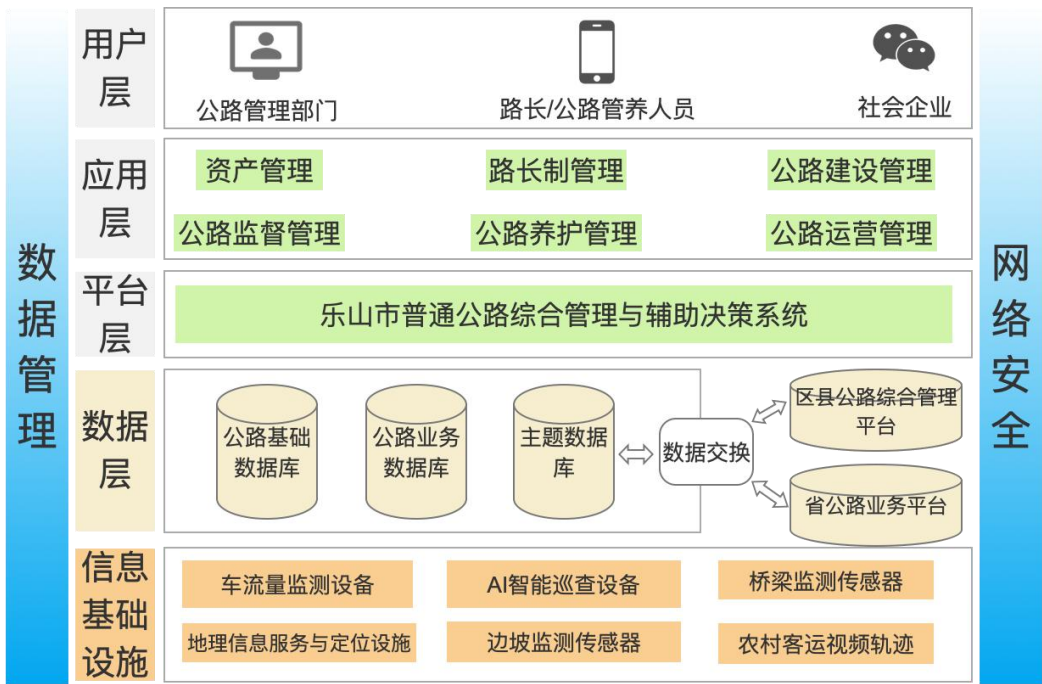 数据管理
用户层
公路管理部门
路长/公路管养人员
社会企业
应用层
资产管理
路长制管理
公路建设管理
公路监督管理
公路养护管理
公路运营管理
平台层
乐山市普通公路综合管理与辅助决策系统
数据层
公路基础
数据库
公路业务
数据库
主题数据
库
数据交换
区县公路综合管理
平台
省公路业务平台
信息
基础
设施
车流量监测设备
AI智能巡查设备
桥梁监测传感器
地理信息服务与定位设施
边坡监测传感器
农村客运视频轨迹
网络安全